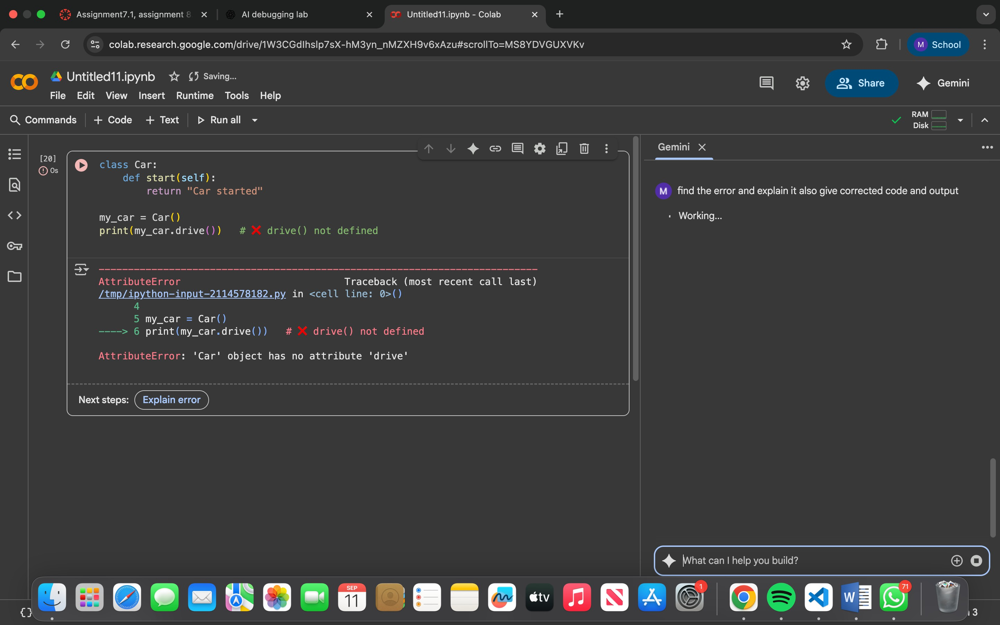 Assignment7.1, assignment 8
AI debugging lab
Untitled11.ipynb - Colab
colab.research.google.com/drive/1W3CGdIhslp7sX-hM3yn_nMZXH9v6xAzu#scrollTo=MS8YDVGUXVKv
M School
Untitled11.ipynb
Saving...
File Edit View Insert Runtime Tools Help
Share
Gemini
Commands + Code + Text Run all
RAM
Disk
[20]
0s
class Car:
    def start(self):
        return "Car started"
my_car = Car()
print(my_car.drive())   # ❌ drive() not defined
---------------------------------------------------------------------------
AttributeError                            Traceback (most recent call last)
/tmp/ipython-input-2114578182.py in <cell line: 0>()
      4
      5 my_car = Car()
----> 6 print(my_car.drive())   # ❌ drive() not defined
AttributeError: 'Car' object has no attribute 'drive'
Next steps: Explain error
Gemini
M find the error and explain it also give corrected code and output
Working...
What can I help you build?
SEP
11
tv
1
W
71
{}
3